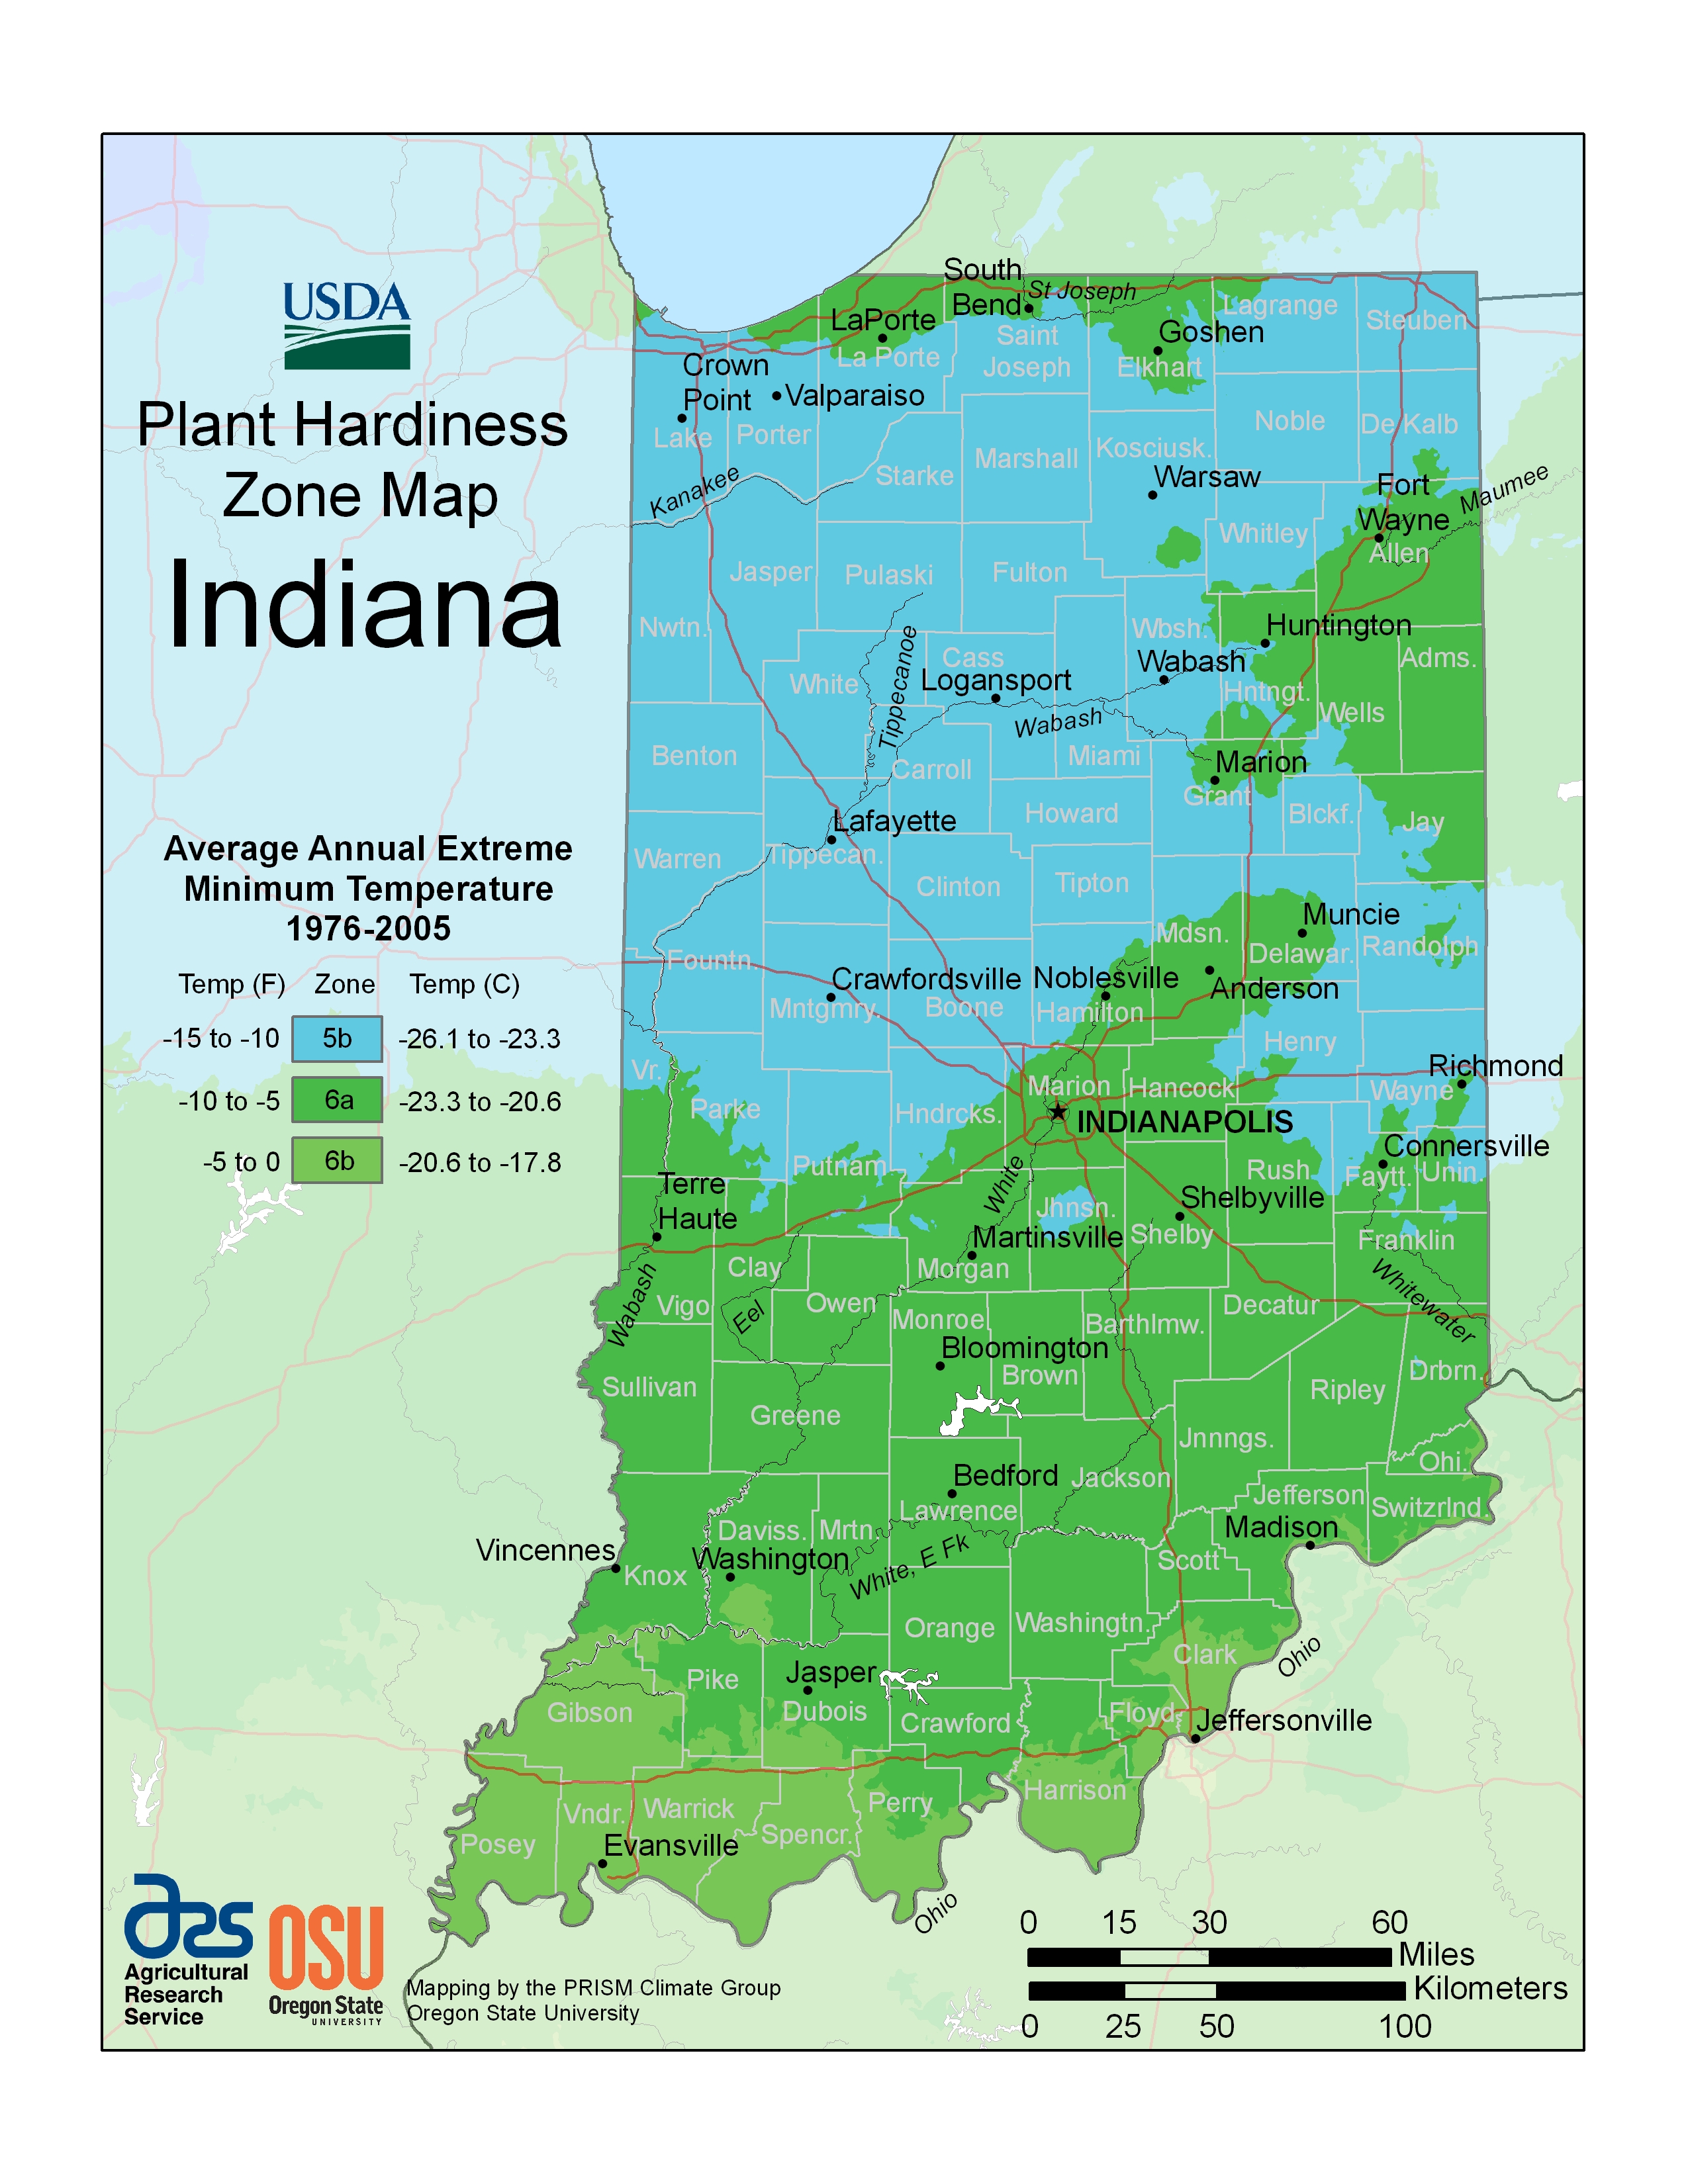 USDA
Plant Hardiness
Zone Map
Indiana
Average Annual Extreme
Minimum Temperature
1976-2005
Temp (F) Zone Temp (C)
-15 to -10 5b -26.1 to -23.3
-10 to -5 6a -23.3 to -20.6
-5 to 0 6b -20.6 to -17.8
South
Bend
St Joseph
LaPorte
La Porte
Saint
Joseph
Goshen
Elkhart
Lagrange
Steuben
Crown
Point
Valparaiso
Lake
Porter
Kanakee
Starke
Marshall
Kosciusk.
Warsaw
Noble
De Kalb
Fort
Wayne
Maumee
Allen
Whitley
Nwtn.
Jasper
Pulaski
Fulton
Wbsh.
Wabash
Huntington
Hntngt.
Adms.
Wells
White
Tippecanoe
Cass
Logansport
Wabash
Miami
Benton
Carroll
Marion
Grant
Blckf.
Jay
Lafayette
Tippecan.
Howard
Warren
Clinton
Tipton
Muncie
Mdsn.
Delawar.
Randolph
Fountn.
Crawfordsville
Mntgmry.
Boone
Noblesville
Hamilton
Anderson
Henry
Richmond
Wayne
Vr.
Parke
Hndrcks.
Marion
Hancock
INDIANAPOLIS
Connersville
Putnam
White
Rush
Faytt.
Unin.
Terre
Haute
Jhnsn.
Shelbyville
Shelby
Martinsville
Morgan
Franklin
Whitewater
Clay
Vigo
Wabash
Eel
Owen
Monroe
Barthlmw.
Decatur
Bloomington
Brown
Sullivan
Greene
Ripley
Drbrn.
Jnnngs.
Ohi.
Bedford
Lawrence
Jackson
Jefferson
Switzrlnd.
Madison
Vincennes
Knox
Daviss.
Washington
Mrtn.
White, E Fk
Scott
Orange
Washingtn.
Clark
Ohio
Gibson
Pike
Jasper
Dubois
Crawford
Floyd
Jeffersonville
Harrison
Posey
Vndr.
Warrick
Evansville
Spencr.
Perry
Ohio
ars
Agricultural
Research
Service
OSU
Oregon State
UNIVERSITY
Mapping by the PRISM Climate Group
Oregon State University
0 15 30 60
Miles
Kilometers
0 25 50 100